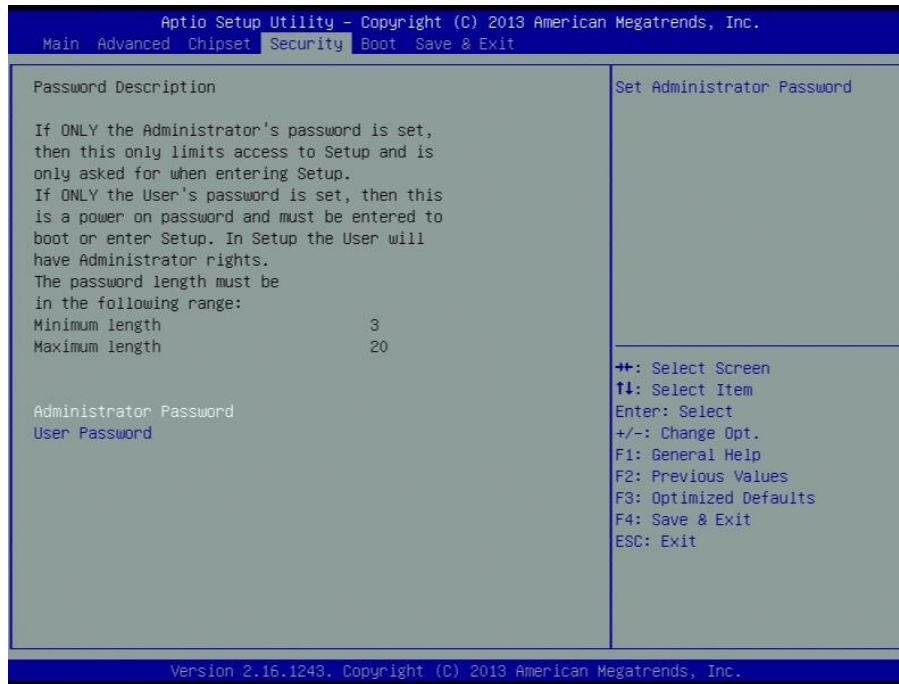 Aptio Setup Utility – Copyright (C) 2013 American Megatrends, Inc.
Main Advanced Chipset Security Boot Save & Exit
Password Description
If ONLY the Administrator's password is set,
then this only limits access to Setup and is
only asked for when entering Setup.
If ONLY the User's password is set, then this
is a power on password and must be entered to
boot or enter Setup. In Setup the User will
have Administrator rights.
The password length must be
in the following range:
Minimum length 3
Maximum length 20
Administrator Password
User Password
Set Administrator Password
→←: Select Screen
↑↓: Select Item
Enter: Select
+/-: Change Opt.
F1: General Help
F2: Previous Values
F3: Optimized Defaults
F4: Save & Exit
ESC: Exit
Version 2.16.1243. Copyright (C) 2013 American Megatrends, Inc.